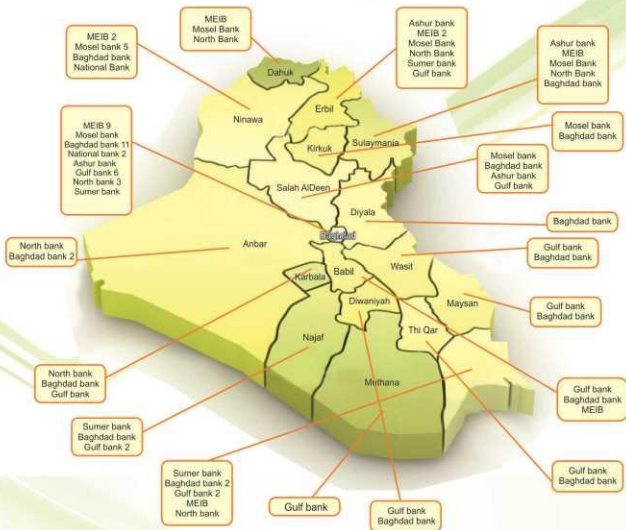 MEIB
Mosel Bank
North Bank
MEIB 2
Mosel bank 5
Baghdad bank
National Bank
Ashur bank
MEIB 2
Mosel Bank
North Bank
Sumer bank
Gulf bank
Ashur bank
MEIB
Mosel Bank
North Bank
Baghdad bank
MEIB 9
Mosel bank
Baghdad bank 11
National bank 2
Ashur bank
Gulf bank 6
North bank 3
Sumer bank
Mosel bank
Baghdad bank
Mosel bank
Baghdad bank
Ashur bank
Gulf bank
Baghdad bank
North bank
Baghdad bank 2
Gulf bank
Baghdad bank
Gulf bank
Baghdad bank
North bank
Baghdad bank
Gulf bank
Gulf bank
Baghdad bank
MEIB
Sumer bank
Baghdad bank
Gulf bank 2
Sumer bank
Baghdad bank 2
Gulf bank 2
MEIB
North bank
Gulf bank
Gulf bank
Baghdad bank
Gulf bank
Baghdad bank
Dahuk
Ninawa
Erbil
Kirkuk
Sulaymania
Salah AlDeen
Diyala
Baghdad
Anbar
Babil
Wasit
Karbala
Diwaniyah
Maysan
Thi Qar
Najaf
Mothana